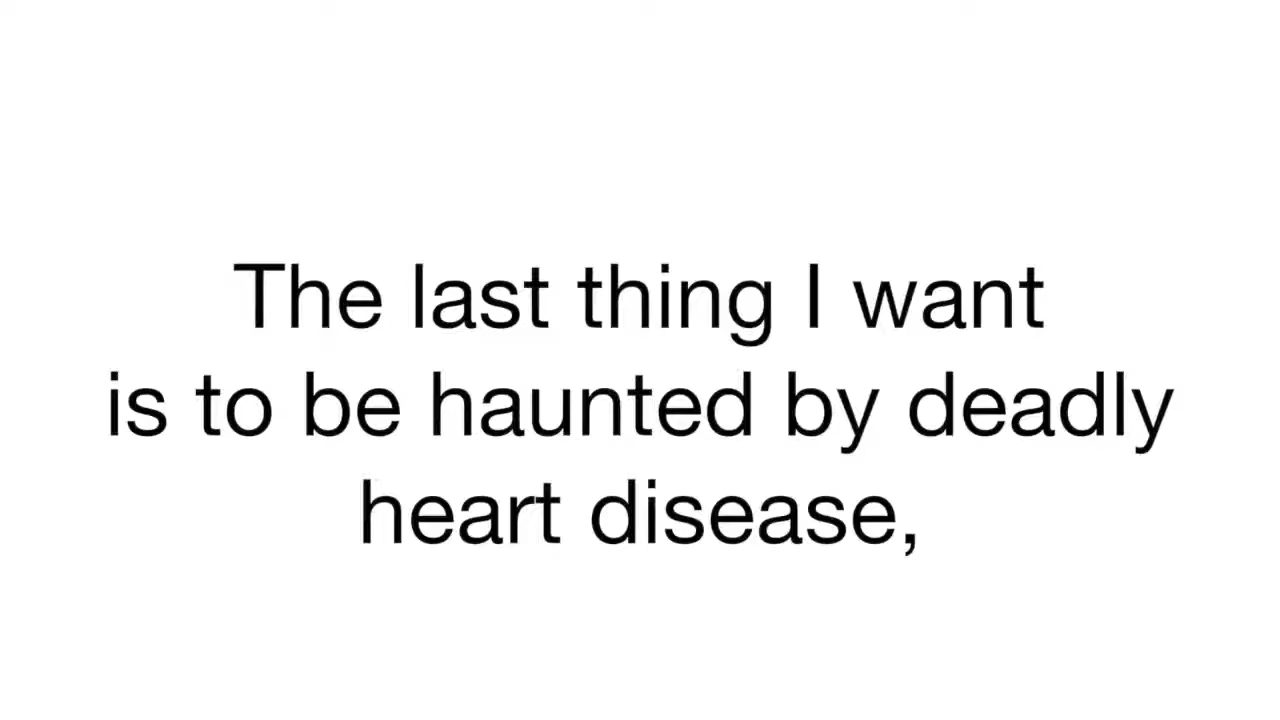 The last thing I want
is to be haunted by deadly
heart disease,